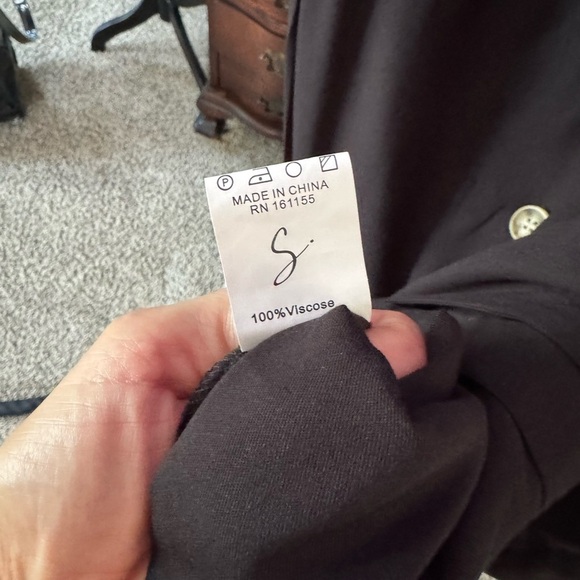 P
MADE IN CHINA
RN 161155
S.
100%Viscose